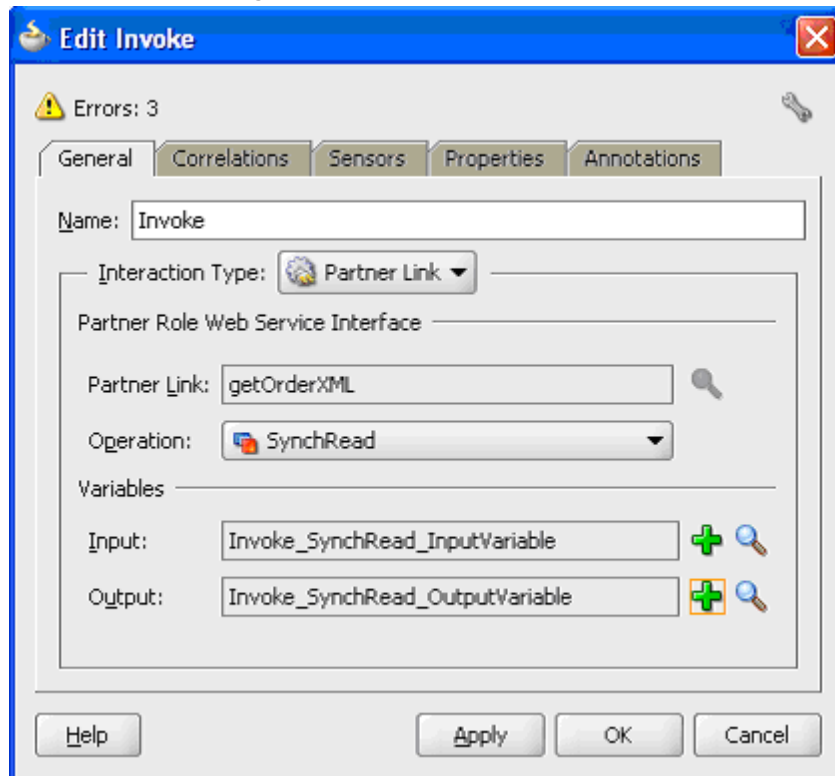 Edit Invoke
Errors: 3
General Correlations Sensors Properties Annotations
Name: Invoke
Interaction Type: Partner Link
Partner Role Web Service Interface
Partner Link: getOrderXML
Operation: SynchRead
Variables
Input: Invoke_SynchRead_InputVariable
Output: Invoke_SynchRead_OutputVariable
Help Apply OK Cancel